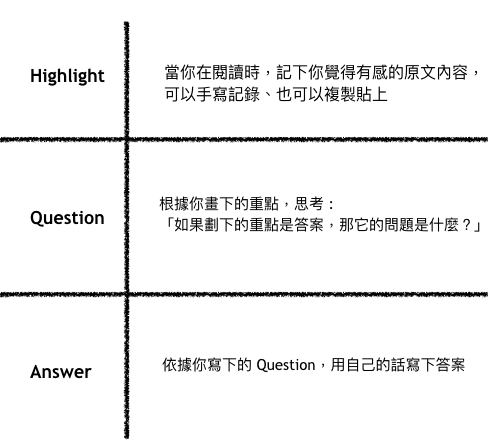 Highlight
當你在閱讀時，記下你覺得有感的原文內容，
可以手寫記錄、也可以複製貼上
Question
根據你畫下的重點，思考：
「如果劃下的重點是答案，那它的問題是什麼？」
Answer
依據你寫下的 Question，用自己的話寫下答案